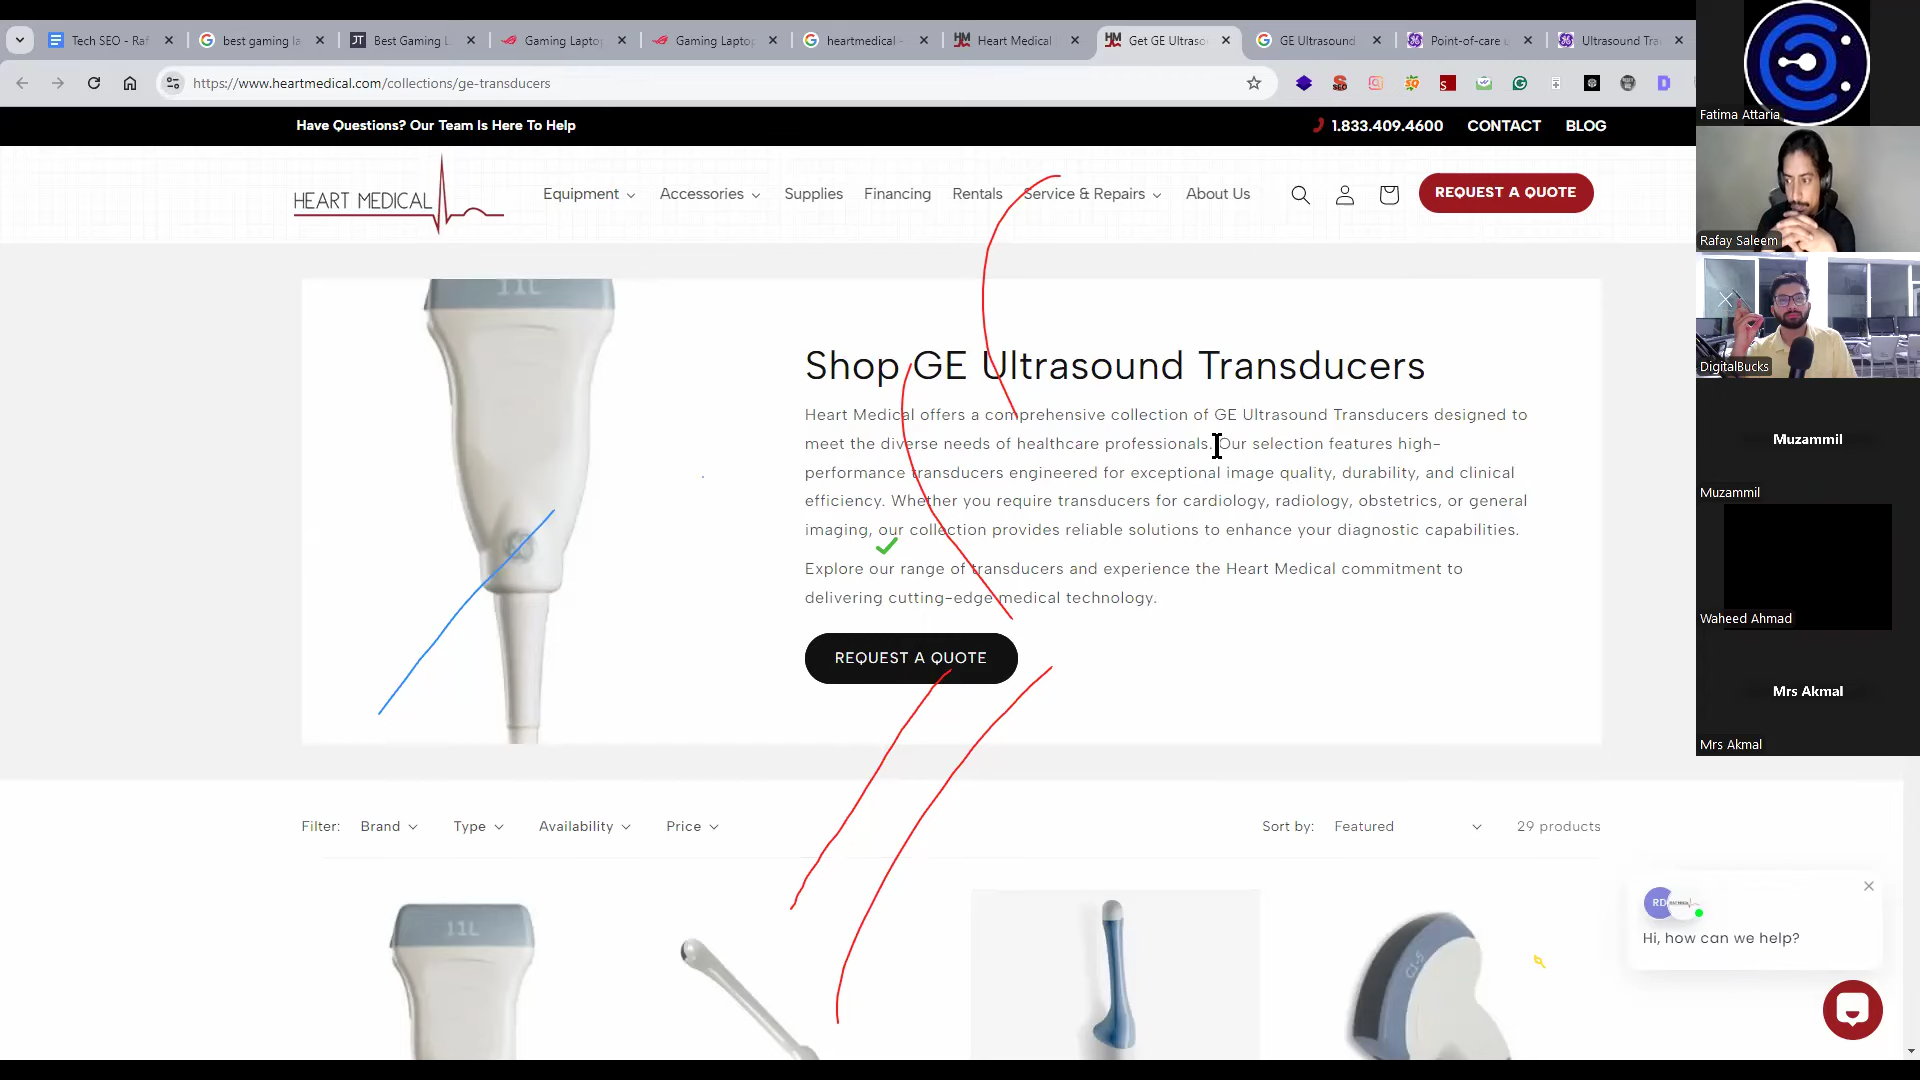 Tech SEO - Raf
best gaming la
Best Gaming L
Gaming Laptop
Gaming Laptop
heartmedical -
Heart Medical
Get GE Ultraso
GE Ultrasound
Point-of-care u
Ultrasound Tra
https://www.heartmedical.com/collections/ge-transducers
Have Questions? Our Team Is Here To Help
1.833.409.4600 CONTACT BLOG
HEART MEDICAL
Equipment Accessories Supplies Financing Rentals Service & Repairs About Us
REQUEST A QUOTE
11L
Shop GE Ultrasound Transducers
Heart Medical offers a comprehensive collection of GE Ultrasound Transducers designed to
meet the diverse needs of healthcare professionals. Our selection features high-
performance transducers engineered for exceptional image quality, durability, and clinical
efficiency. Whether you require transducers for cardiology, radiology, obstetrics, or general
imaging, our collection provides reliable solutions to enhance your diagnostic capabilities.
Explore our range of transducers and experience the Heart Medical commitment to
delivering cutting-edge medical technology.
REQUEST A QUOTE
Filter: Brand Type Availability Price
Sort by: Featured 29 products
11L
C1-5
RD
Hi, how can we help?
Fatima Attaria
Rafay Saleem
DigitalBucks
Muzammil
Muzammil
Waheed Ahmad
Mrs Akmal
Mrs Akmal